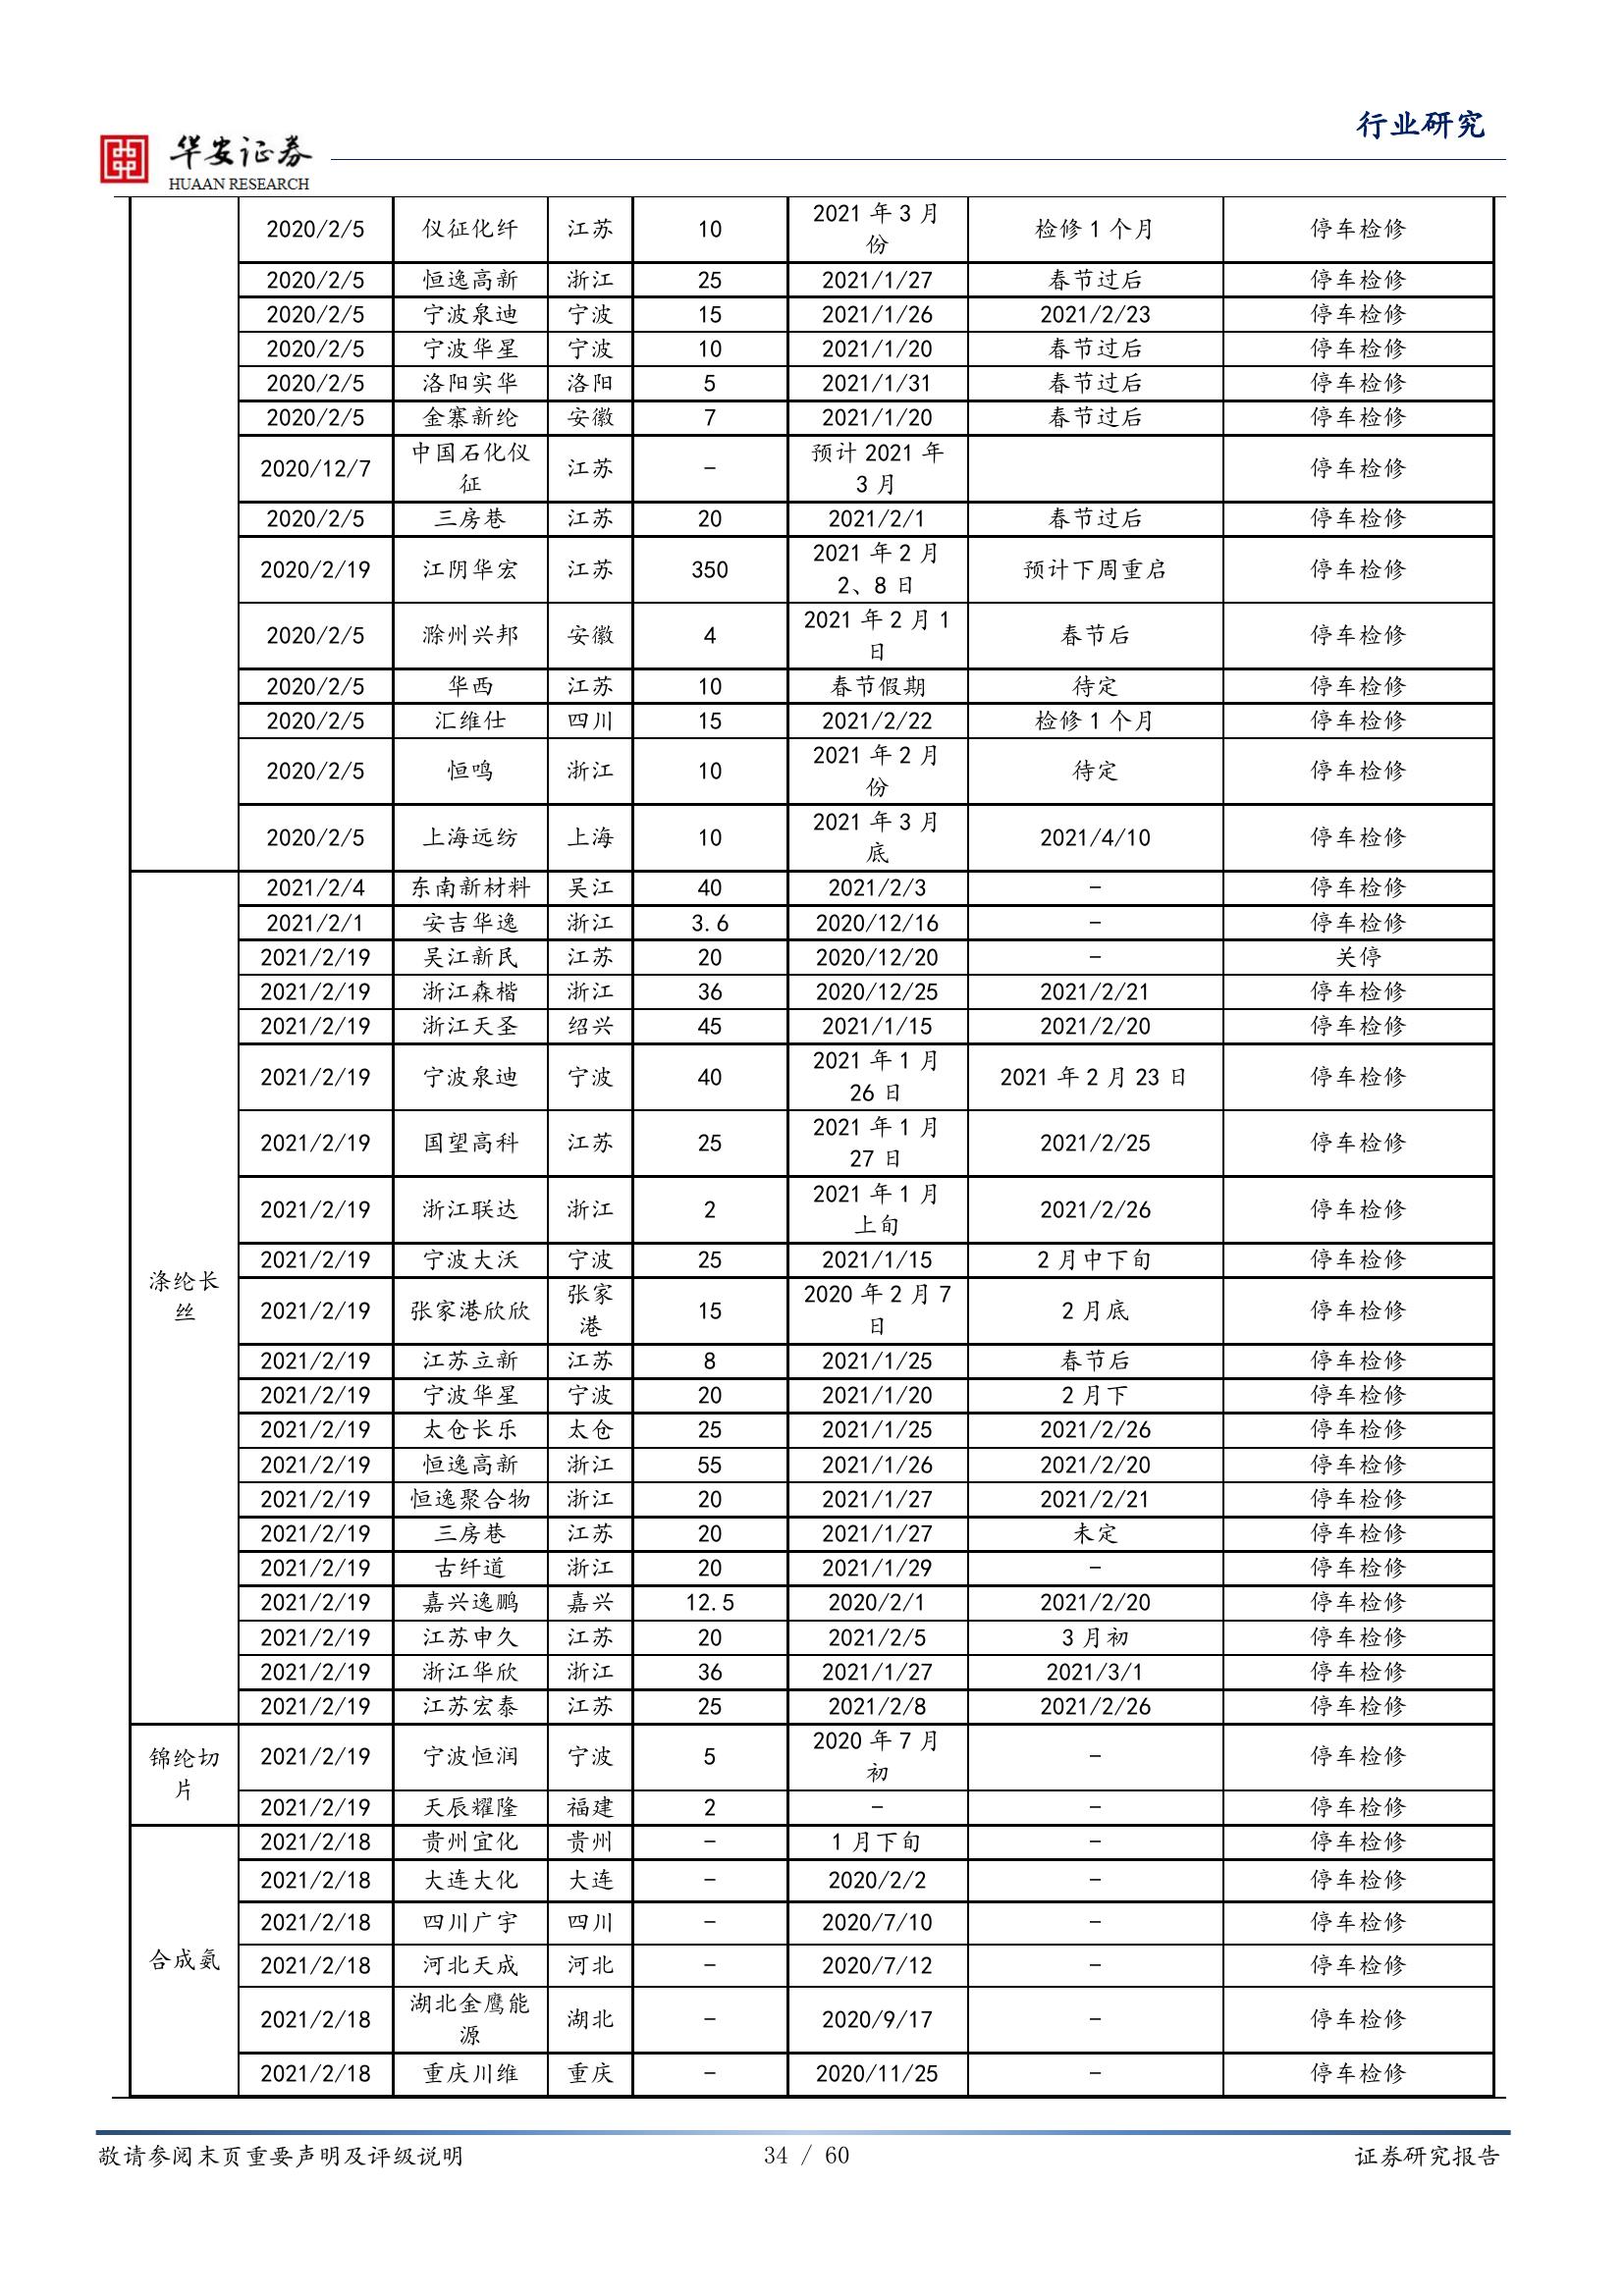 行业研究
华安证券
HUAAN RESEARCH
2020/2/5 仪征化纤 江苏 10 2021 年 3 月份 检修 1 个月 停车检修
2020/2/5 恒逸高新 浙江 25 2021/1/27 春节过后 停车检修
2020/2/5 宁波泉迪 宁波 15 2021/1/26 2021/2/23 停车检修
2020/2/5 宁波华星 宁波 10 2021/1/20 春节过后 停车检修
2020/2/5 洛阳实华 洛阳 5 2021/1/31 春节过后 停车检修
2020/2/5 金寨新纶 安徽 7 2021/1/20 春节过后 停车检修
2020/12/7 中国石化仪征 江苏 - 预计 2021 年 3 月 停车检修
2020/2/5 三房巷 江苏 20 2021/2/1 春节过后 停车检修
2020/2/19 江阴华宏 江苏 350 2021 年 2 月 2、8 日 预计下周重启 停车检修
2020/2/5 滁州兴邦 安徽 4 2021 年 2 月 1 日 春节后 停车检修
2020/2/5 华西 江苏 10 春节假期 待定 停车检修
2020/2/5 汇维仕 四川 15 2021/2/22 检修 1 个月 停车检修
2020/2/5 恒鸣 浙江 10 2021 年 2 月份 待定 停车检修
2020/2/5 上海远纺 上海 10 2021 年 3 月底 2021/4/10 停车检修
涤纶长丝 2021/2/4 东南新材料 吴江 40 2021/2/3 - 停车检修
2021/2/1 安吉华逸 浙江 3.6 2020/12/16 - 停车检修
2021/2/19 吴江新民 江苏 20 2020/12/20 - 关停
2021/2/19 浙江森楷 浙江 36 2020/12/25 2021/2/21 停车检修
2021/2/19 浙江天圣 绍兴 45 2021/1/15 2021/2/20 停车检修
2021/2/19 宁波泉迪 宁波 40 2021 年 1 月 26 日 2021 年 2 月 23 日 停车检修
2021/2/19 国望高科 江苏 25 2021 年 1 月 27 日 2021/2/25 停车检修
2021/2/19 浙江联达 浙江 2 2021 年 1 月上旬 2021/2/26 停车检修
2021/2/19 宁波大沃 宁波 25 2021/1/15 2 月中下旬 停车检修
2021/2/19 张家港欣欣 张家港 15 2020 年 2 月 7 日 2 月底 停车检修
2021/2/19 江苏立新 江苏 8 2021/1/25 春节后 停车检修
2021/2/19 宁波华星 宁波 20 2021/1/20 2 月下 停车检修
2021/2/19 太仓长乐 太仓 25 2021/1/25 2021/2/26 停车检修
2021/2/19 恒逸高新 浙江 55 2021/1/26 2021/2/20 停车检修
2021/2/19 恒逸聚合物 浙江 20 2021/1/27 2021/2/21 停车检修
2021/2/19 三房巷 江苏 20 2021/1/27 未定 停车检修
2021/2/19 古纤道 浙江 20 2021/1/29 - 停车检修
2021/2/19 嘉兴逸鹏 嘉兴 12.5 2020/2/1 2021/2/20 停车检修
2021/2/19 江苏申久 江苏 20 2021/2/5 3 月初 停车检修
2021/2/19 浙江华欣 浙江 36 2021/1/27 2021/3/1 停车检修
2021/2/19 江苏宏泰 江苏 25 2021/2/8 2021/2/26 停车检修
锦纶切片 2021/2/19 宁波恒润 宁波 5 2020 年 7 月初 - 停车检修
2021/2/19 天辰耀隆 福建 2 - - 停车检修
合成氨 2021/2/18 贵州宜化 贵州 - 1 月下旬 - 停车检修
2021/2/18 大连大化 大连 - 2020/2/2 - 停车检修
2021/2/18 四川广宇 四川 - 2020/7/10 - 停车检修
2021/2/18 河北天成 河北 - 2020/7/12 - 停车检修
2021/2/18 湖北金鹰能源 湖北 - 2020/9/17 - 停车检修
2021/2/18 重庆川维 重庆 - 2020/11/25 - 停车检修
敬请参阅末页重要声明及评级说明 34 / 60 证券研究报告